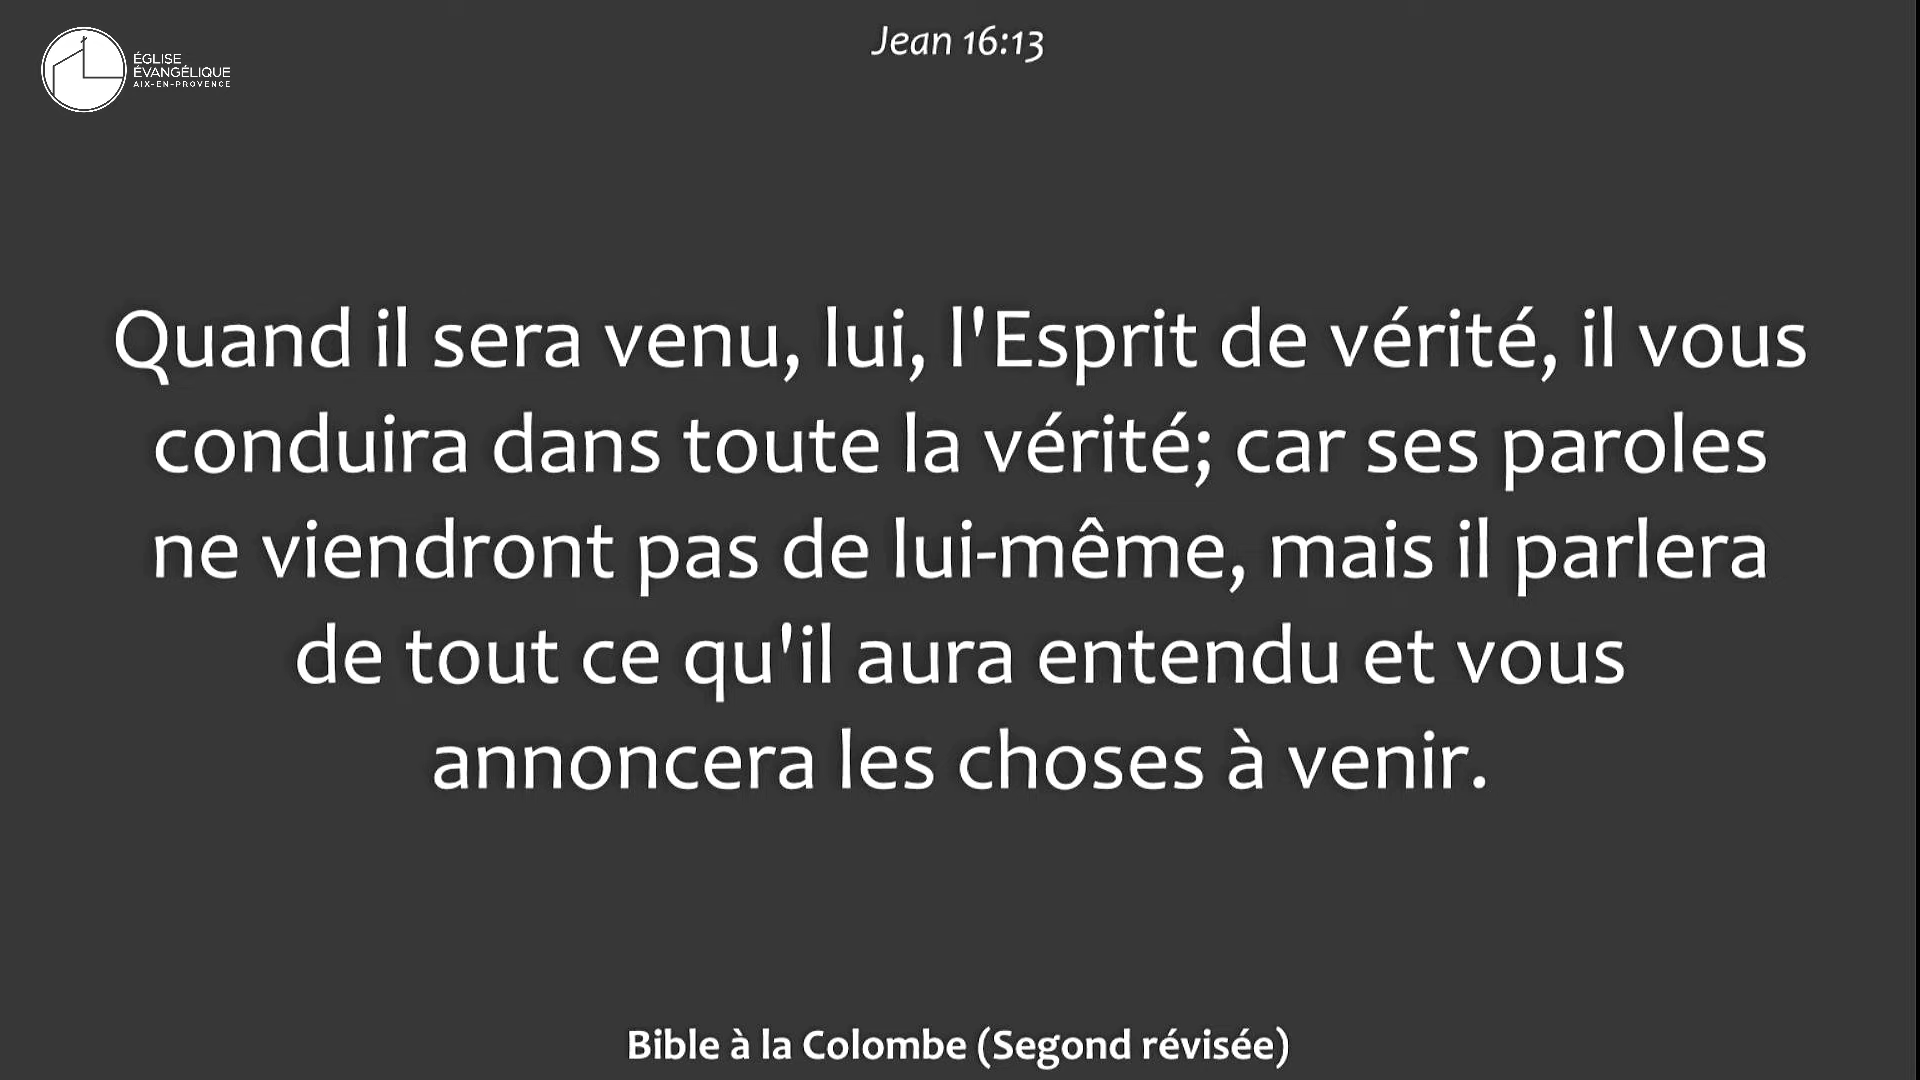 Jean 16:13
ÉGLISE
ÉVANGÉLIQUE
AIX-EN-PROVENCE
Quand il sera venu, lui, l'Esprit de vérité, il vous
conduira dans toute la vérité; car ses paroles
ne viendront pas de lui-même, mais il parlera
de tout ce qu'il aura entendu et vous
annoncera les choses à venir.
Bible à la Colombe (Segond révisée)